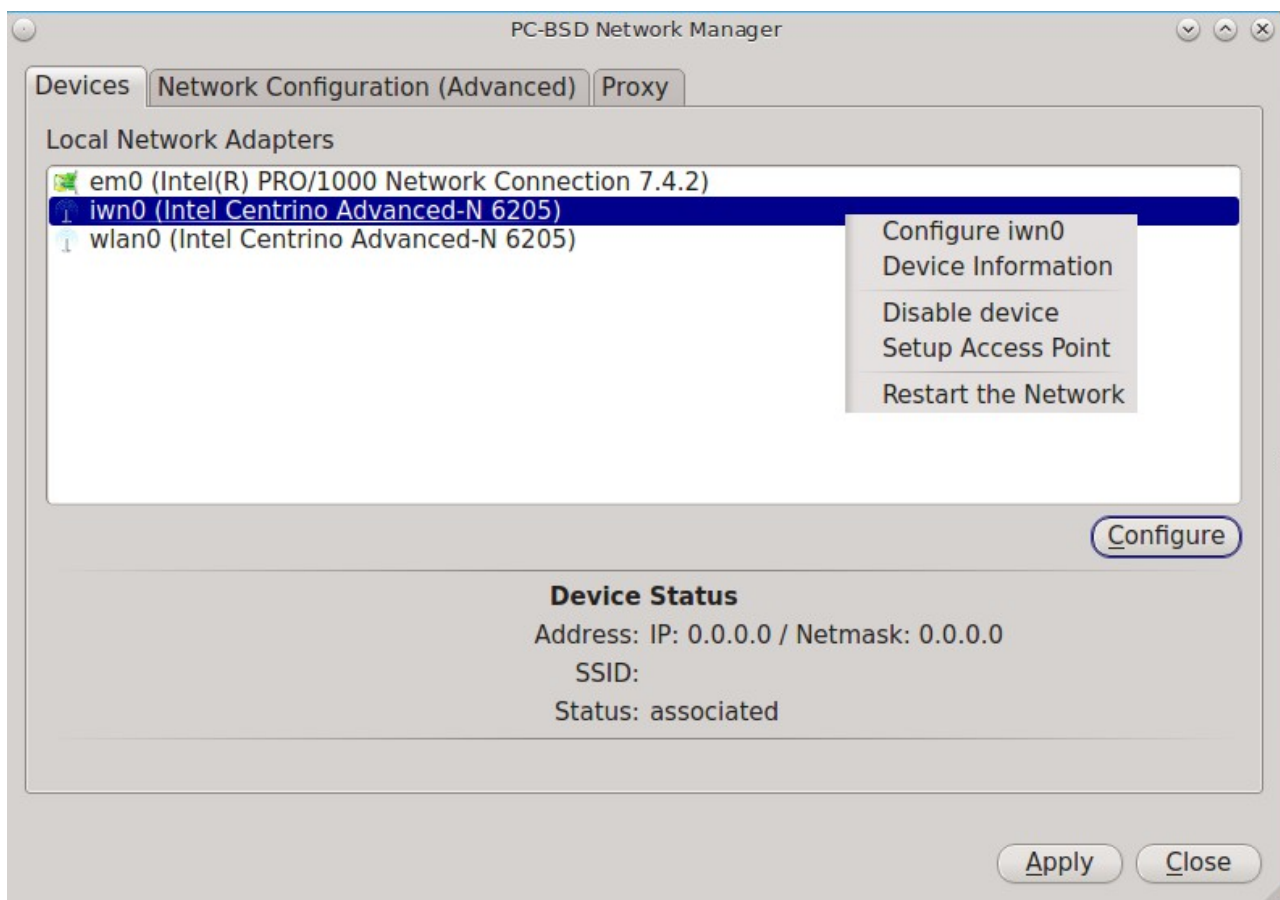 PC-BSD Network Manager
Devices
Network Configuration (Advanced)
Proxy
Local Network Adapters
em0 (Intel(R) PRO/1000 Network Connection 7.4.2)
iwn0 (Intel Centrino Advanced-N 6205)
wlan0 (Intel Centrino Advanced-N 6205)
Configure iwn0
Device Information
Disable device
Setup Access Point
Restart the Network
Configure
Device Status
Address: IP: 0.0.0.0 / Netmask: 0.0.0.0
SSID:
Status: associated
Apply
Close